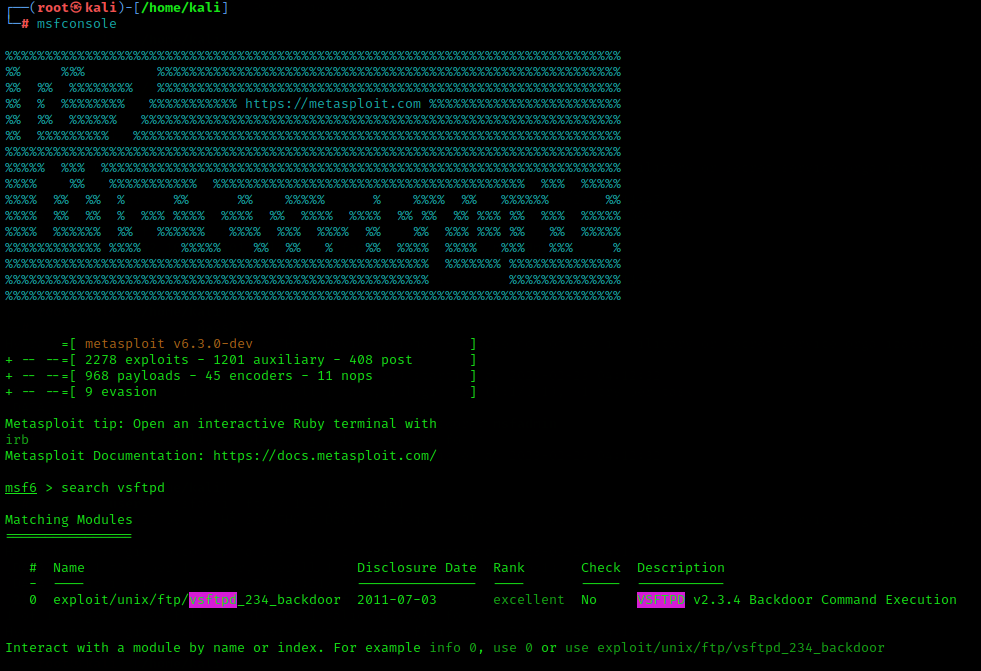 ┌──(root㉿kali)-[/home/kali]
└─# msfconsole
%%%%%%%%%%%%%%%%%%%%%%%%%%%%%%%%%%%%%%%%%%%%%%%%%%%%%%%%%%%%%%%%%%%%%%%%%%%%%%%
%%     %%%         %%%%%%%%%%%%%%%%%%%%%%%%%%%%%%%%%%%%%%%%%%%%%%%%%%%%%%%%%%
%%  %%  %%%%%%%%   %%%%%%%%%%%%%%%%%%%%%%%%%%%%%%%%%%%%%%%%%%%%%%%%%%%%%%%%%%
%%  %  %%%%%%%%   %%%%%%%%%%% https://metasploit.com %%%%%%%%%%%%%%%%%%%%%%%%
%%  %%  %%%%%%   %%%%%%%%%%%%%%%%%%%%%%%%%%%%%%%%%%%%%%%%%%%%%%%%%%%%%%%%%%%%
%%  %%%%%%%%%   %%%%%%%%%%%%%%%%%%%%%%%%%%%%%%%%%%%%%%%%%%%%%%%%%%%%%%%%%%%%%
%%%%%%%%%%%%%%%%%%%%%%%%%%%%%%%%%%%%%%%%%%%%%%%%%%%%%%%%%%%%%%%%%%%%%%%%%%%%%%%
%%%%%  %%%  %%%%%%%%%%%%%%%%%%%%%%%%%%%%%%%%%%%%%%%%%%%%%%%%%%%%%%%%%%%%%%%%%
%%%%    %%   %%%%%%%%%%%  %%%%%%%%%%%%%%%%%%%%%%%%%%%%%%%%%%%%%%%  %%%  %%%%%
%%%%  %%  %%  %      %%      %%    %%%%%      %    %%%%  %%   %%%%%%       %%
%%%%  %%  %%  %  %%% %%%%  %%%%  %%  %%%%  %%%%  %% %%  %% %%% %%  %%%  %%%%%
%%%%  %%%%%%  %%   %%%%%%   %%%%  %%%  %%%%  %%    %%  %%% %%% %%   %%  %%%%%
%%%%%%%%%%%% %%%%     %%%%%    %%  %%   %    %%  %%%%  %%%%   %%%   %%%     %
%%%%%%%%%%%%%%%%%%%%%%%%%%%%%%%%%%%%%%%%%%%%%%%%%%%%%  %%%%%%% %%%%%%%%%%%%%%
%%%%%%%%%%%%%%%%%%%%%%%%%%%%%%%%%%%%%%%%%%%%%%%%%%%%%          %%%%%%%%%%%%%%
%%%%%%%%%%%%%%%%%%%%%%%%%%%%%%%%%%%%%%%%%%%%%%%%%%%%%%%%%%%%%%%%%%%%%%%%%%%%%%%
=[ metasploit v6.3.0-dev ]
+ -- --=[ 2278 exploits - 1201 auxiliary - 408 post ]
+ -- --=[ 968 payloads - 45 encoders - 11 nops ]
+ -- --=[ 9 evasion ]
Metasploit tip: Open an interactive Ruby terminal with
irb
Metasploit Documentation: https://docs.metasploit.com/
msf6 > search vsftpd
Matching Modules
================
#  Name  Disclosure Date  Rank  Check  Description
-  ----  ---------------  ----  -----  -----------
0  exploit/unix/ftp/vsftpd_234_backdoor  2011-07-03  excellent  No  VSFTPD v2.3.4 Backdoor Command Execution
Interact with a module by name or index. For example info 0, use 0 or use exploit/unix/ftp/vsftpd_234_backdoor